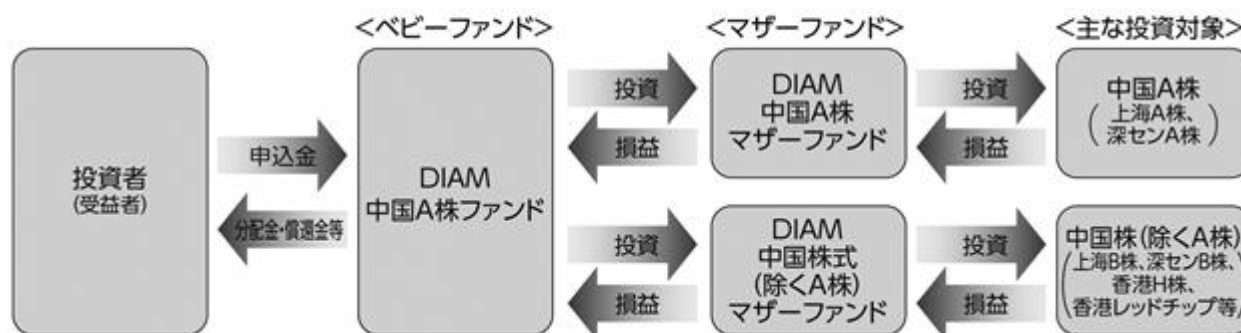 <ベビーファンド>
<マザーファンド>
<主な投資対象>
投資者
(受益者)
申込金
分配金・償還金等
DIAM
中国A株ファンド
投資
損益
DIAM
中国A株
マザーファンド
投資
損益
中国A株
(上海A株、
深センA株)
投資
損益
DIAM
中国株式
(除くA株)
マザーファンド
投資
損益
中国株(除くA株)
(上海B株、深センB株、
香港H株、
香港レッドチップ等)